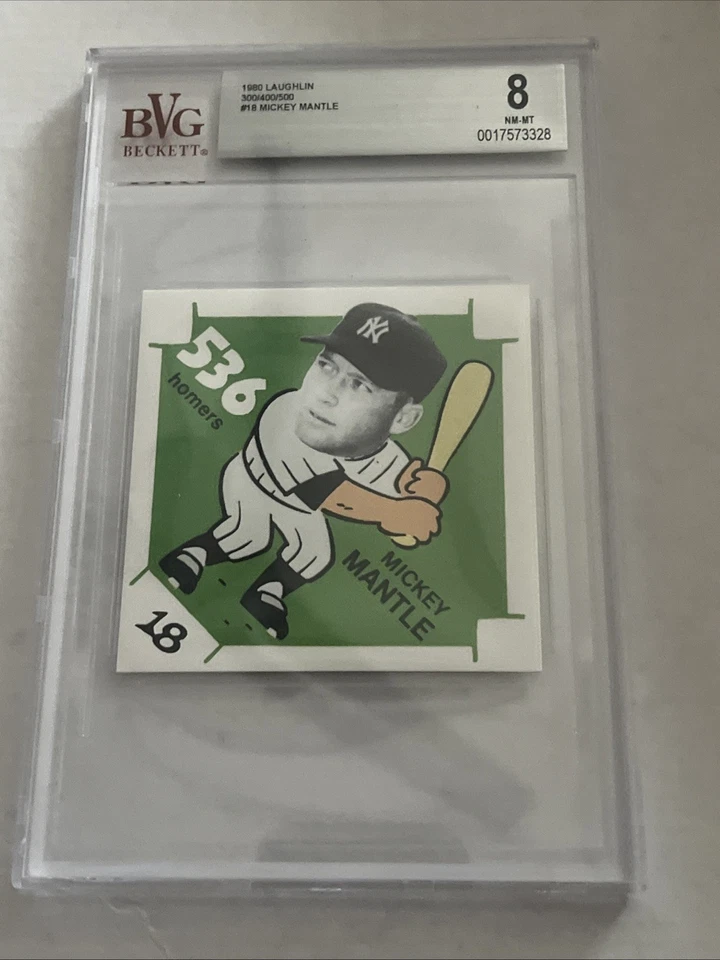 BVG
BECKETT®
1980 LAUGHLIN
300/400/500
#18 MICKEY MANTLE
8
NM-MT
0017573328
NY
536
homers
MICKEY
MANTLE
18